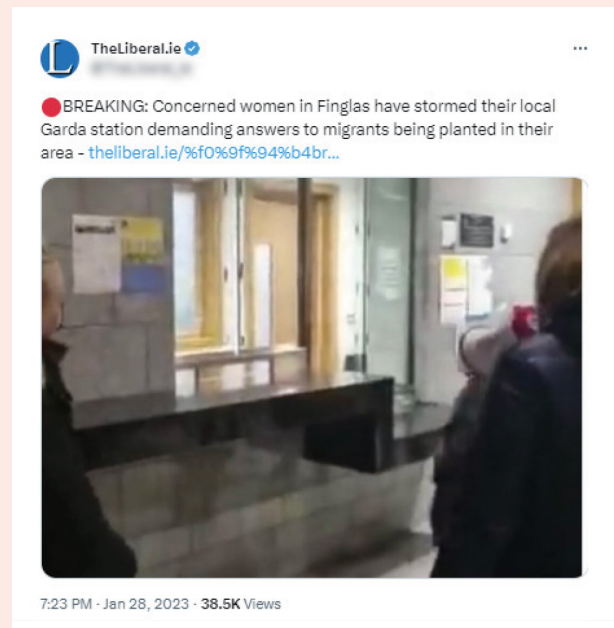 TheLiberal.ie
BREAKING: Concerned women in Finglas have stormed their local
Garda station demanding answers to migrants being planted in their
area - theliberal.ie/%f0%9f%94%b4br...
7:23 PM · Jan 28, 2023 · 38.5K Views